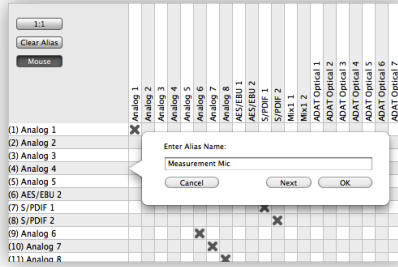 1:1
Clear Alias
Mouse
Analog 1
Analog 2
Analog 3
Analog 4
Analog 5
Analog 6
Analog 7
Analog 8
AES/EBU 1
AES/EBU 2
S/PDIF 1
S/PDIF 2
Mix1 1
Mix1 2
ADAT Optical 1
ADAT Optical 2
ADAT Optical 3
ADAT Optical 4
ADAT Optical 5
ADAT Optical 6
ADAT Optical 7
(1) Analog 1
(2) Analog 2
(3) Analog 3
(4) Analog 4
(5) Analog 5
(6) AES/EBU 2
(7) S/PDIF 1
(8) S/PDIF 2
(9) Analog 6
(10) Analog 7
(11) Analog 8
Enter Alias Name:
Measurement Mic
Cancel
Next
OK